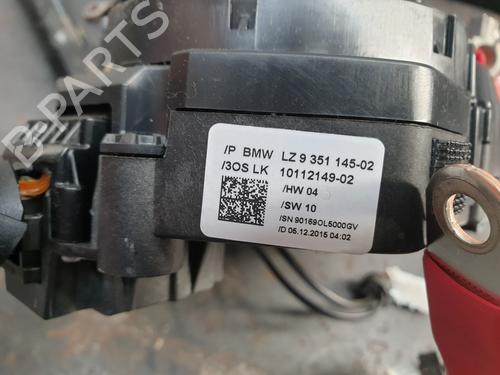 B-PARTS
/P BMW LZ 9 351 145-02
/3OS LK 10112149-02
/HW 04
/SW 10
/SN 90169OL5000GV
/D 05.12.2015 04:02